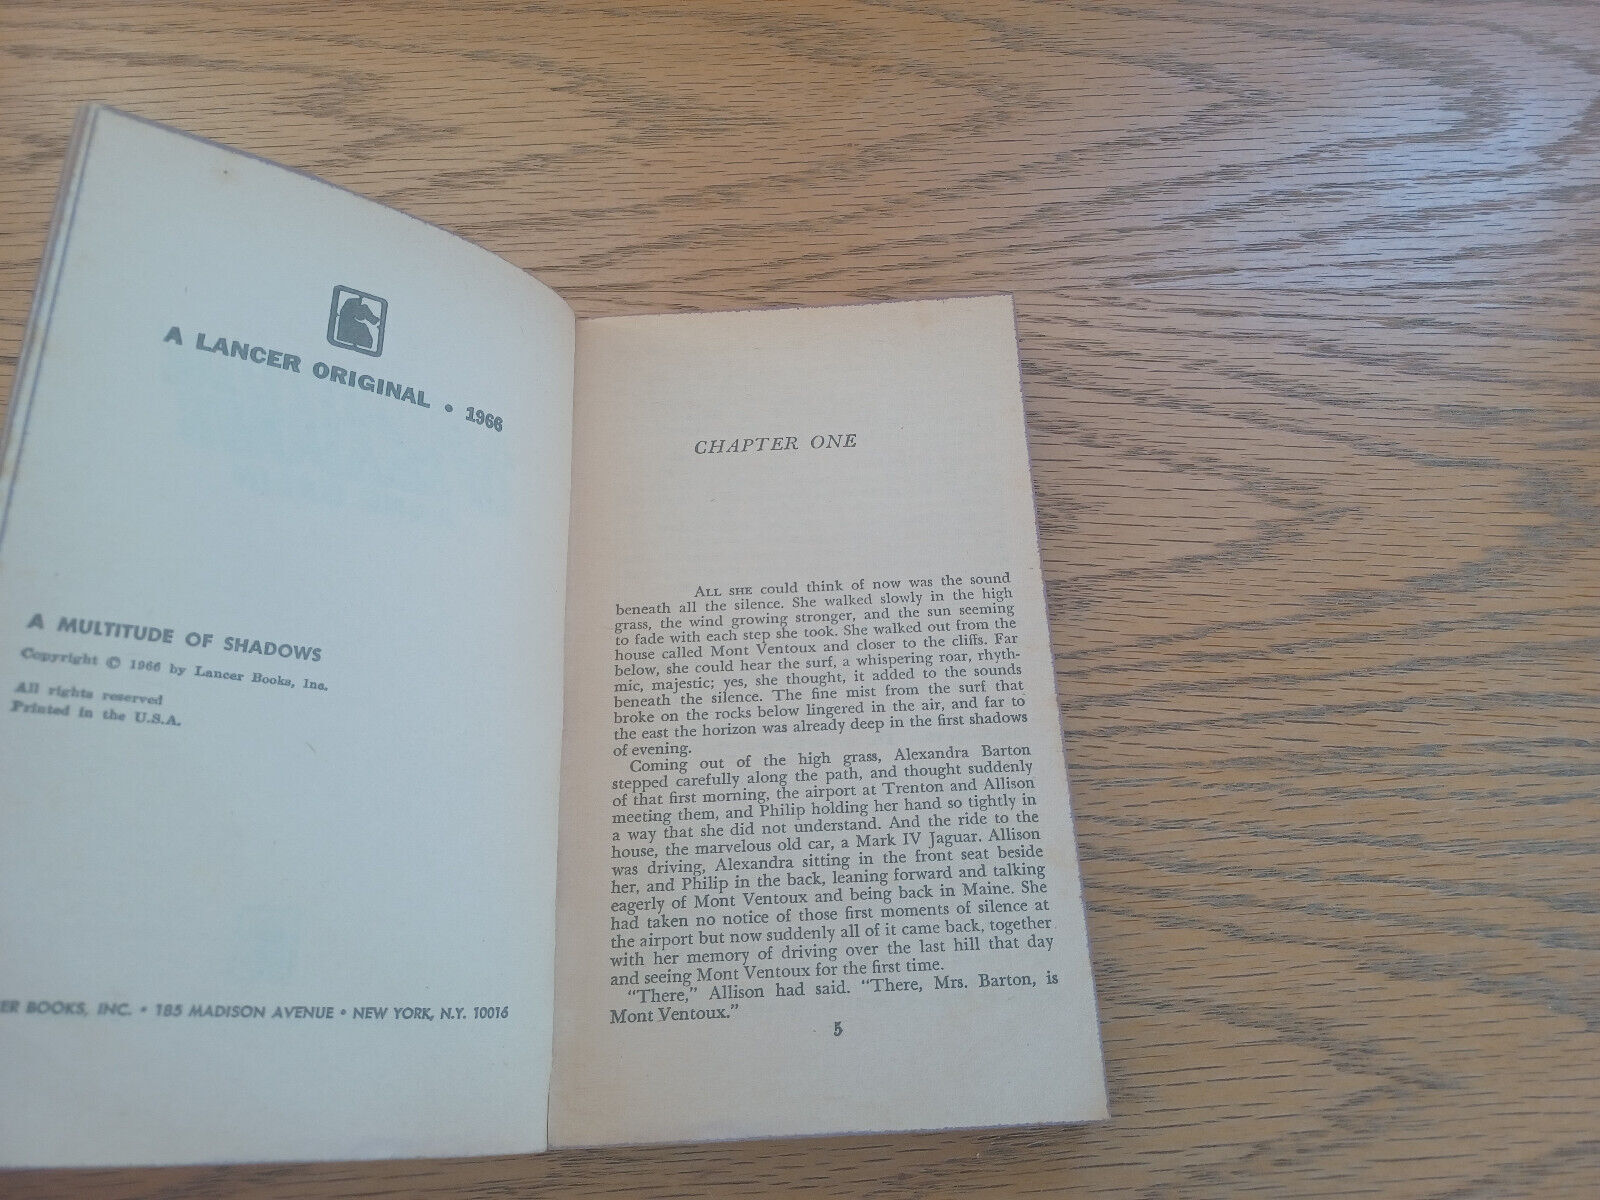 A LANCER ORIGINAL • 1966
A MULTITUDE OF SHADOWS
Copyright © 1966 by Lancer Books, Inc.
All rights reserved
Printed in the U.S.A.
ER BOOKS, INC. • 185 MADISON AVENUE • NEW YORK, N.Y. 10016
CHAPTER ONE
ALL SHE could think of now was the sound
beneath all the silence. She walked slowly in the high
grass, the wind growing stronger, and the sun seeming
to fade with each step she took. She walked out from the
house called Mont Ventoux and closer to the cliffs. Far
below, she could hear the surf, a whispering roar, rhyth-
mic, majestic; yes, she thought, it added to the sounds
beneath the silence. The fine mist from the surf that
broke on the rocks below lingered in the air, and far to
the east the horizon was already deep in the first shadows
of evening.
Coming out of the high grass, Alexandra Barton
stepped carefully along the path, and thought suddenly
of that first morning, the airport at Trenton and Allison
meeting them, and Philip holding her hand so tightly in
a way that she did not understand. And the ride to the
house, the marvelous old car, a Mark IV Jaguar. Allison
was driving, Alexandra sitting in the front seat beside
her, and Philip in the back, leaning forward and talking
eagerly of Mont Ventoux and being back in Maine. She
had taken no notice of those first moments of silence at
the airport but now suddenly all of it came back, together
with her memory of driving over the last hill that day
and seeing Mont Ventoux for the first time.
"There," Allison had said. "There, Mrs. Barton, is
Mont Ventoux."
5